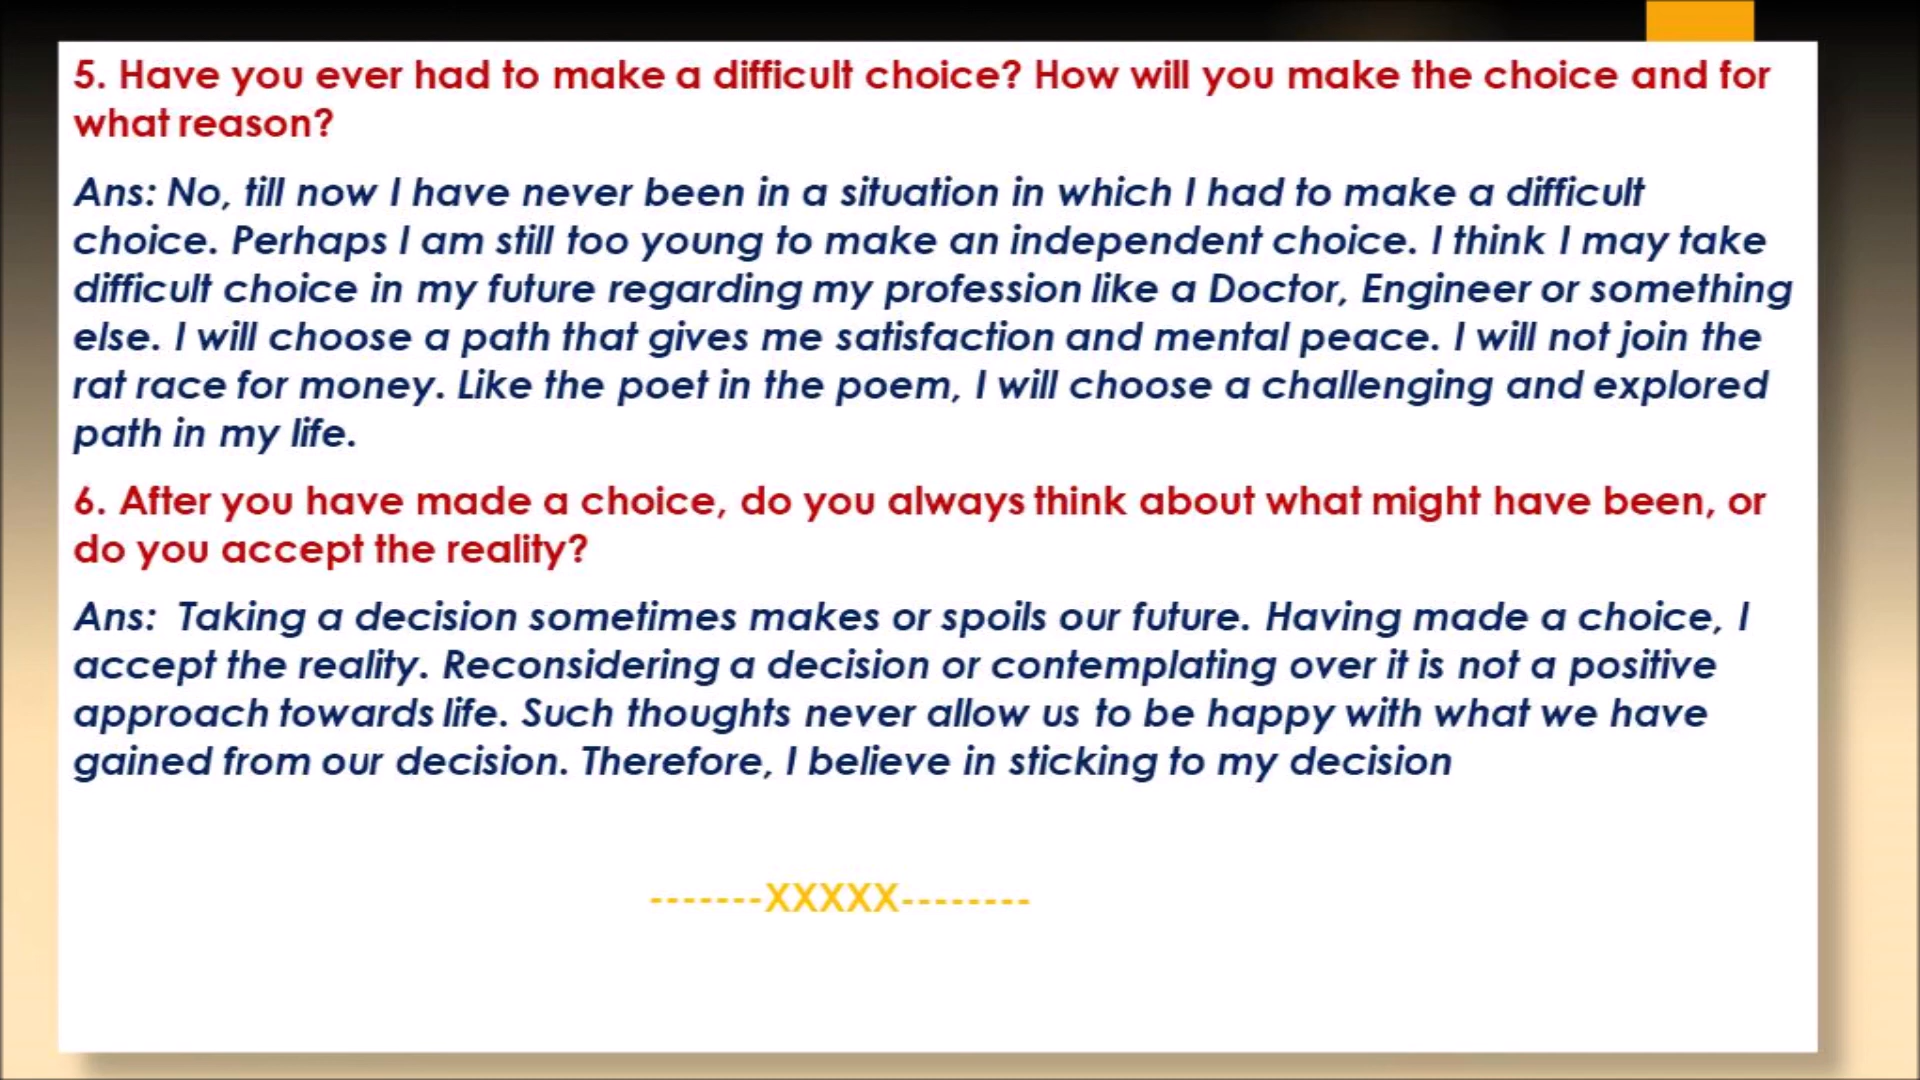 5. Have you ever had to make a difficult choice? How will you make the choice and for
what reason?
Ans: No, till now I have never been in a situation in which I had to make a difficult
choice. Perhaps I am still too young to make an independent choice. I think I may take
difficult choice in my future regarding my profession like a Doctor, Engineer or something
else. I will choose a path that gives me satisfaction and mental peace. I will not join the
rat race for money. Like the poet in the poem, I will choose a challenging and explored
path in my life.
6. After you have made a choice, do you always think about what might have been, or
do you accept the reality?
Ans:  Taking a decision sometimes makes or spoils our future. Having made a choice, I
accept the reality. Reconsidering a decision or contemplating over it is not a positive
approach towards life. Such thoughts never allow us to be happy with what we have
gained from our decision. Therefore, I believe in sticking to my decision
-------XXXXX--------